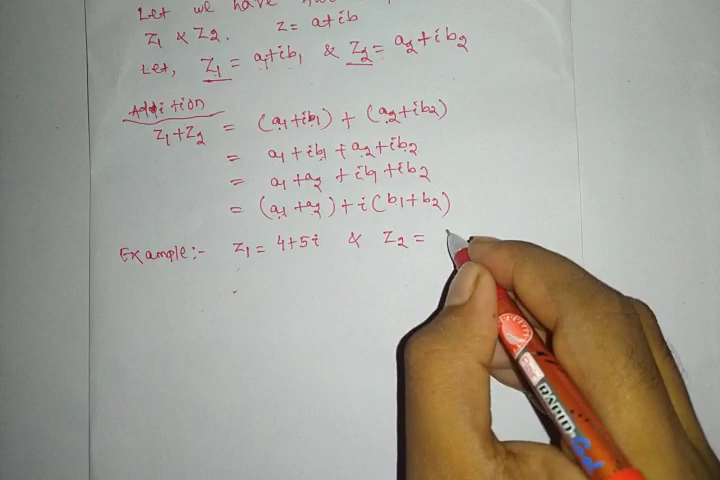 Let we have
Z1 & Z2. Z = a+ib
Let, Z1 = a1+ib1 & Z2 = a2+ib2
Addition
Z1+Z2 = (a1+ib1) + (a2+ib2)
= a1 + ib1 + a2+ib2
= a1+a2 + ib1 +ib2
= (a1+a2)+i(b1+b2)
Example:- Z1 = 4+5i & Z2 =
RAPID